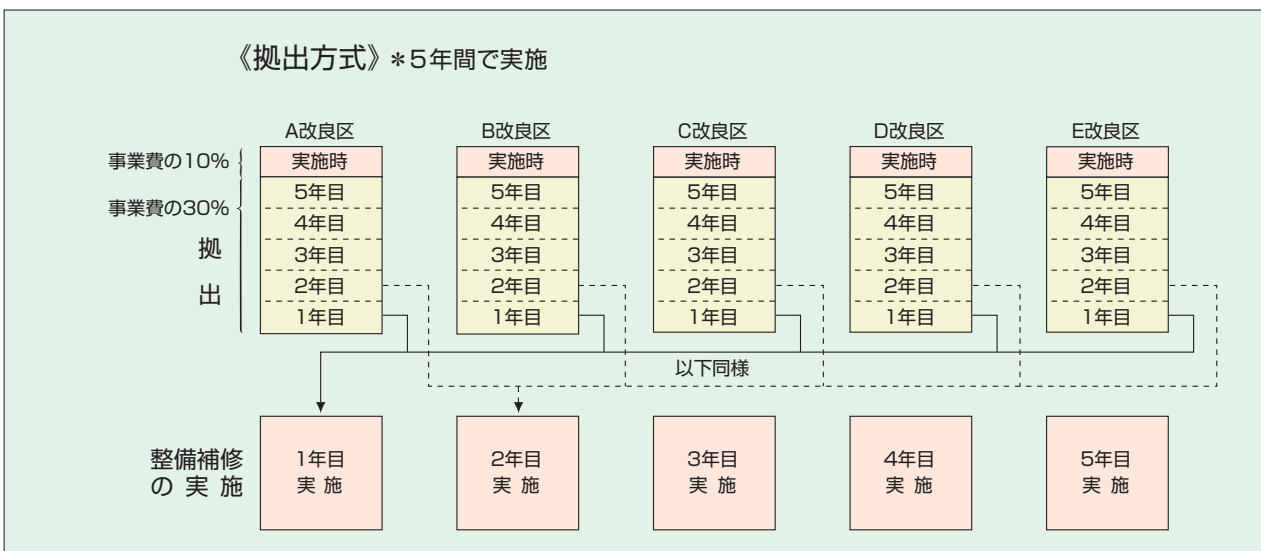 《拠出方式》*5年間で実施
A改良区 B改良区 C改良区 D改良区 E改良区
事業費の10% 実施時 実施時 実施時 実施時 実施時
5年目 5年目 5年目 5年目 5年目
事業費の30%
4年目 4年目 4年目 4年目 4年目
拠
3年目 3年目 3年目 3年目 3年目
出
2年目 2年目 2年目 2年目 2年目
1年目 1年目 1年目 1年目 1年目
以下同様
整備補修
の実施
1年目 2年目 3年目 4年目 5年目
実施 実施 実施 実施 実施